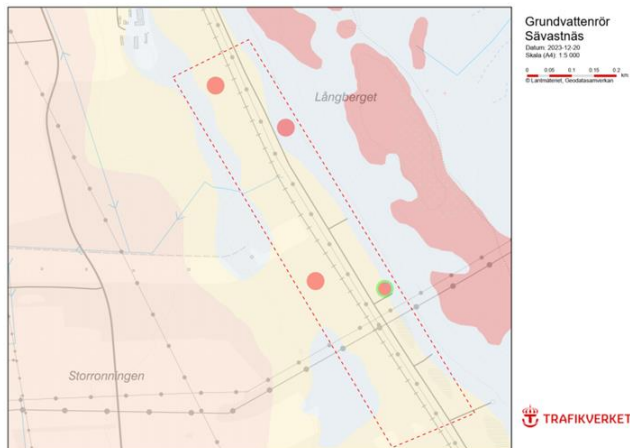 Grundvattenrör
Sävastnäs
Datum: 2023-12-20
Skala (A4): 1:5 000
0 0.05 0.1 0.15 0.2
km
© Lantmäteriet, Geodatasamverkan
Långberget
Storronningen
TRAFIKVERKET